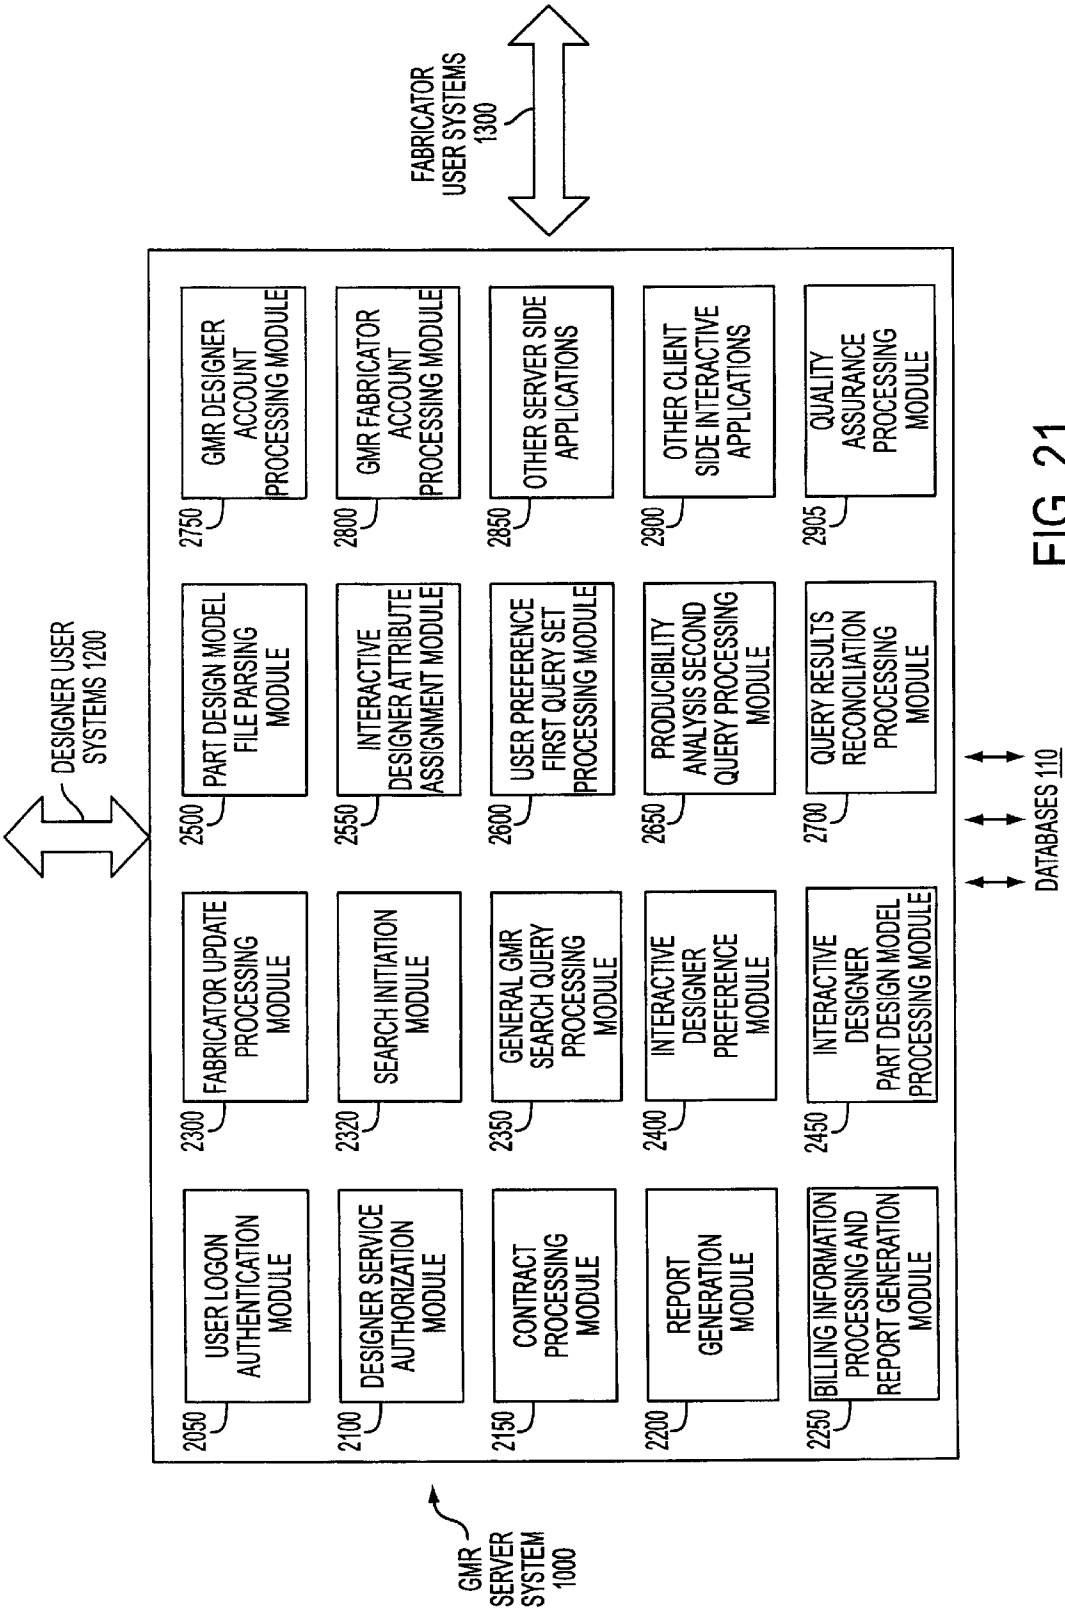 DESIGNER USER
SYSTEMS 1200
FABRICATOR
USER SYSTEMS
1300
GMR
SERVER
SYSTEM
1000
2050
USER LOGON
AUTHENTICATION
MODULE
2100
DESIGNER SERVICE
AUTHORIZATION
MODULE
2150
CONTRACT
PROCESSING
MODULE
2200
REPORT
GENERATION
MODULE
2250
BILLING INFORMATION
PROCESSING AND
REPORT GENERATION
MODULE
2300
FABRICATOR UPDATE
PROCESSING
MODULE
2320
SEARCH INITIATION
MODULE
2350
GENERAL GMR
SEARCH QUERY
PROCESSING
MODULE
2400
INTERACTIVE
DESIGNER
PREFERENCE
MODULE
2450
INTERACTIVE
DESIGNER
PART DESIGN MODEL
PROCESSING MODULE
2500
PART DESIGN MODEL
FILE PARSING
MODULE
2550
INTERACTIVE
DESIGNER ATTRIBUTE
ASSIGNMENT MODULE
2600
USER PREFERENCE
FIRST QUERY SET
PROCESSING MODULE
2650
PRODUCIBILITY
ANALYSIS SECOND
QUERY PROCESSING
MODULE
2700
QUERY RESULTS
RECONCILIATION
PROCESSING
MODULE
2750
GMR DESIGNER
ACCOUNT
PROCESSING MODULE
2800
GMR FABRICATOR
ACCOUNT
PROCESSING MODULE
2850
OTHER SERVER SIDE
APPLICATIONS
2900
OTHER CLIENT
SIDE INTERACTIVE
APPLICATIONS
2905
QUALITY
ASSURANCE
PROCESSING
MODULE
DATABASES 110
FIG. 21